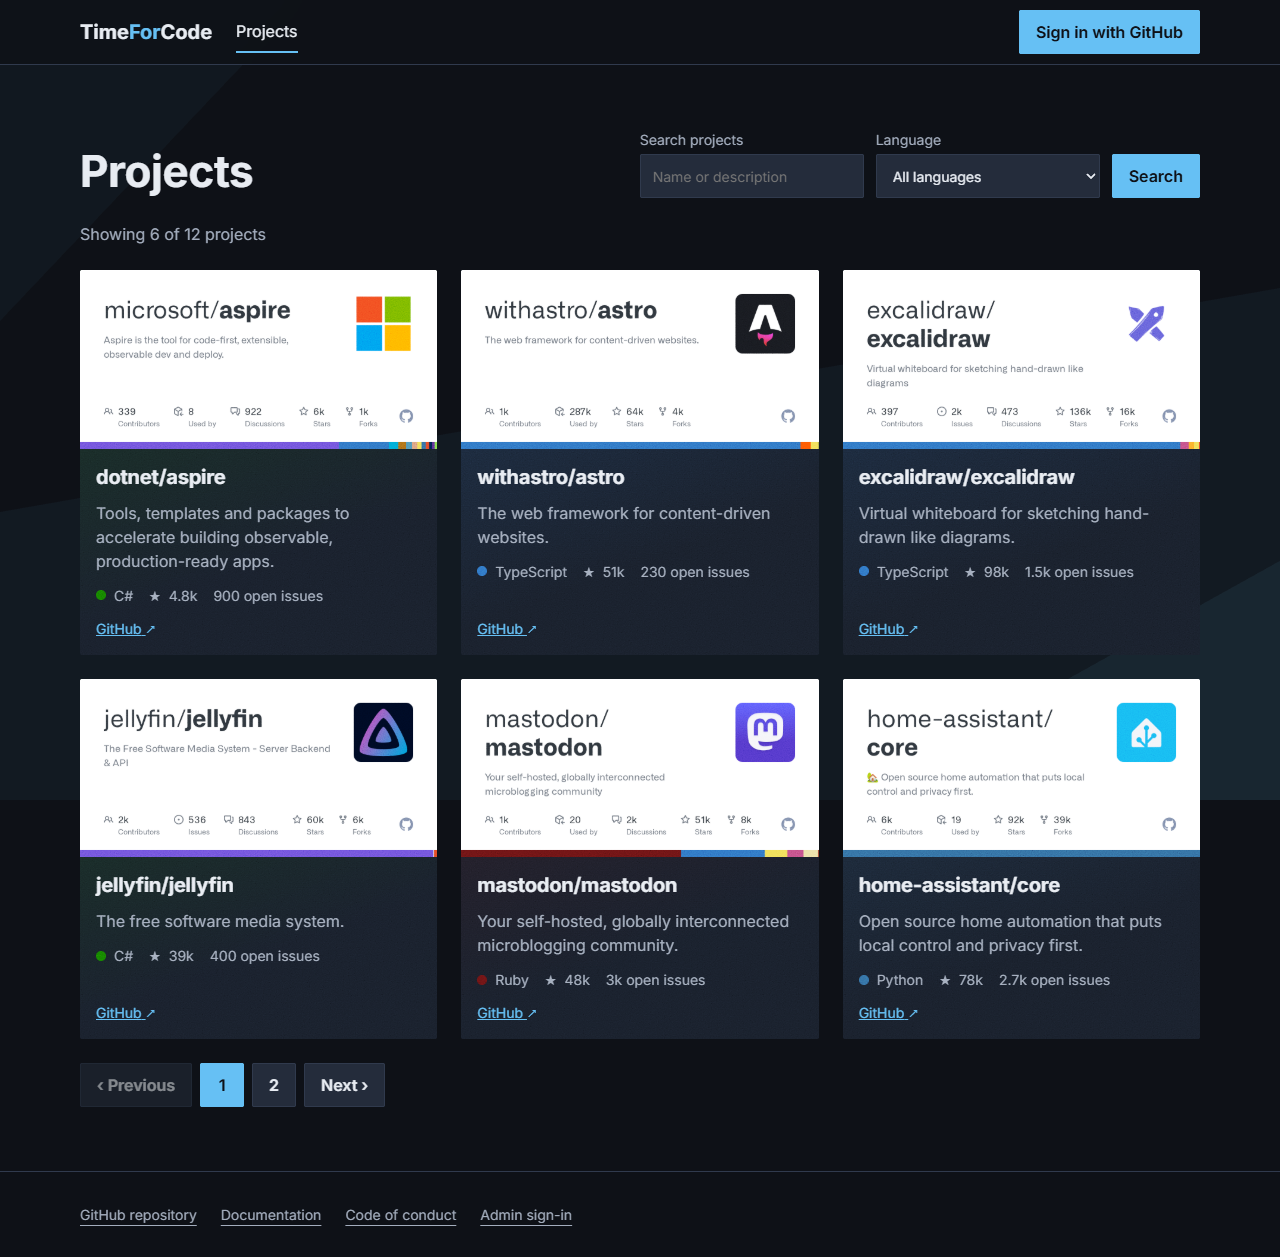 TimeForCode
Projects
Sign in with GitHub
Projects
Search projects
Name or description
Language
All languages
Search
Showing 6 of 12 projects
microsoft/aspire
Aspire is the tool for code-first, extensible,
observable dev and deploy.
339 Contributors
8 Used by
922 Discussions
6k Stars
1k Forks
dotnet/aspire
Tools, templates and packages to
accelerate building observable,
production-ready apps.
C# ★ 4.8k 900 open issues
GitHub ↗
withastro/astro
The web framework for content-driven websites.
1k Contributors
287k Used by
64k Stars
4k Forks
withastro/astro
The web framework for content-driven
websites.
TypeScript ★ 51k 230 open issues
GitHub ↗
excalidraw/
excalidraw
Virtual whiteboard for sketching hand-drawn like
diagrams
397 Contributors
2k Issues
473 Discussions
136k Stars
16k Forks
excalidraw/excalidraw
Virtual whiteboard for sketching hand-
drawn like diagrams.
TypeScript ★ 98k 1.5k open issues
GitHub ↗
jellyfin/jellyfin
The Free Software Media System - Server Backend
& API
2k Contributors
536 Issues
843 Discussions
60k Stars
6k Forks
jellyfin/jellyfin
The free software media system.
C# ★ 39k 400 open issues
GitHub ↗
mastodon/
mastodon
Your self-hosted, globally interconnected
microblogging community
1k Contributors
20 Used by
2k Discussions
51k Stars
8k Forks
mastodon/mastodon
Your self-hosted, globally interconnected
microblogging community.
Ruby ★ 48k 3k open issues
GitHub ↗
home-assistant/
core
🏡 Open source home automation that puts local
control and privacy first.
6k Contributors
19 Used by
92k Stars
39k Forks
home-assistant/core
Open source home automation that puts
local control and privacy first.
Python ★ 78k 2.7k open issues
GitHub ↗
‹ Previous 1 2 Next ›
GitHub repository
Documentation
Code of conduct
Admin sign-in